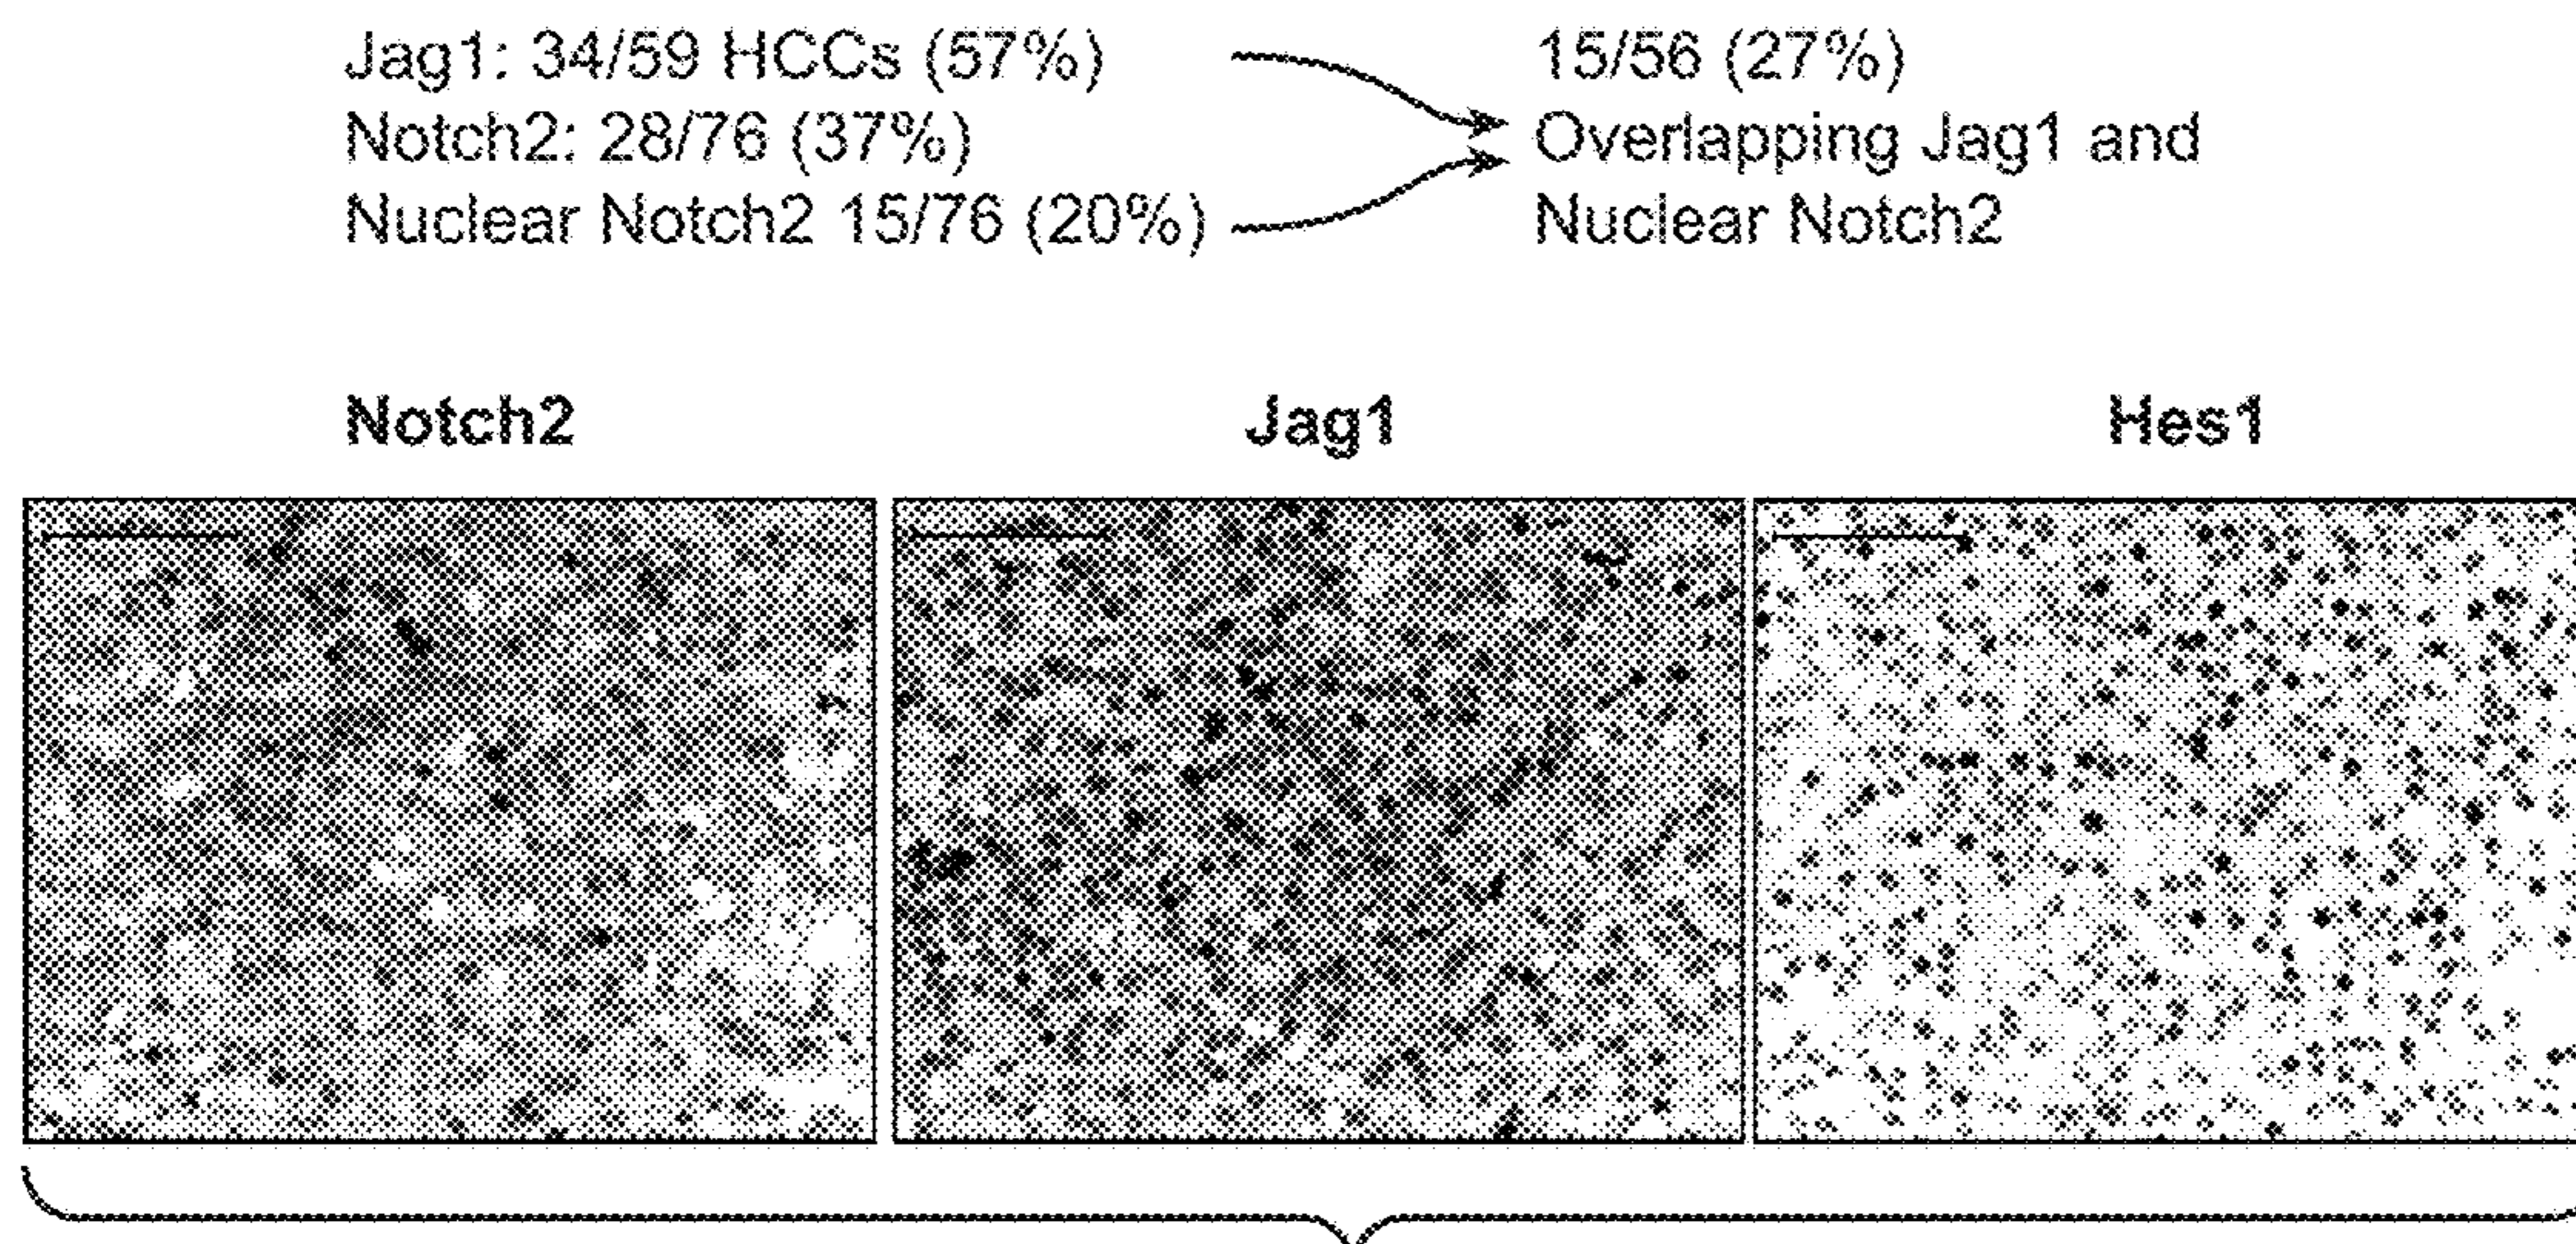 Jag1: 34/59 HCCs (57%)
Notch2: 28/76 (37%)
Nuclear Notch2 15/76 (20%)
15/56 (27%)
Overlapping Jag1 and
Nuclear Notch2
Notch2
Jag1
Hes1